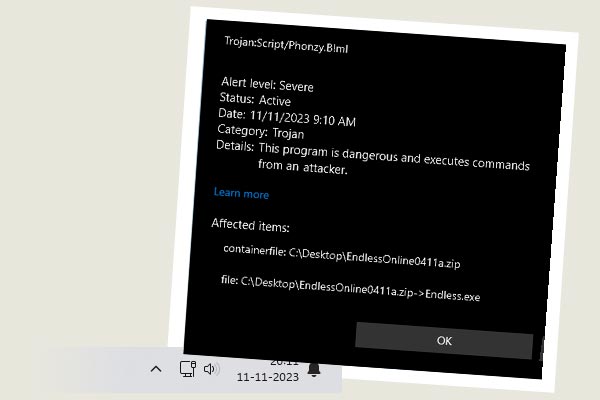 Trojan:Script/Phonzy.B!ml
Alert level: Severe
Status: Active
Date: 11/11/2023 9:10 AM
Category: Trojan
Details: This program is dangerous and executes commands
from an attacker.
Learn more
Affected items:
containerfile: C:\Desktop\EndlessOnline0411a.zip
file: C:\Desktop\EndlessOnline0411a.zip->Endless.exe
OK
11-11-2023